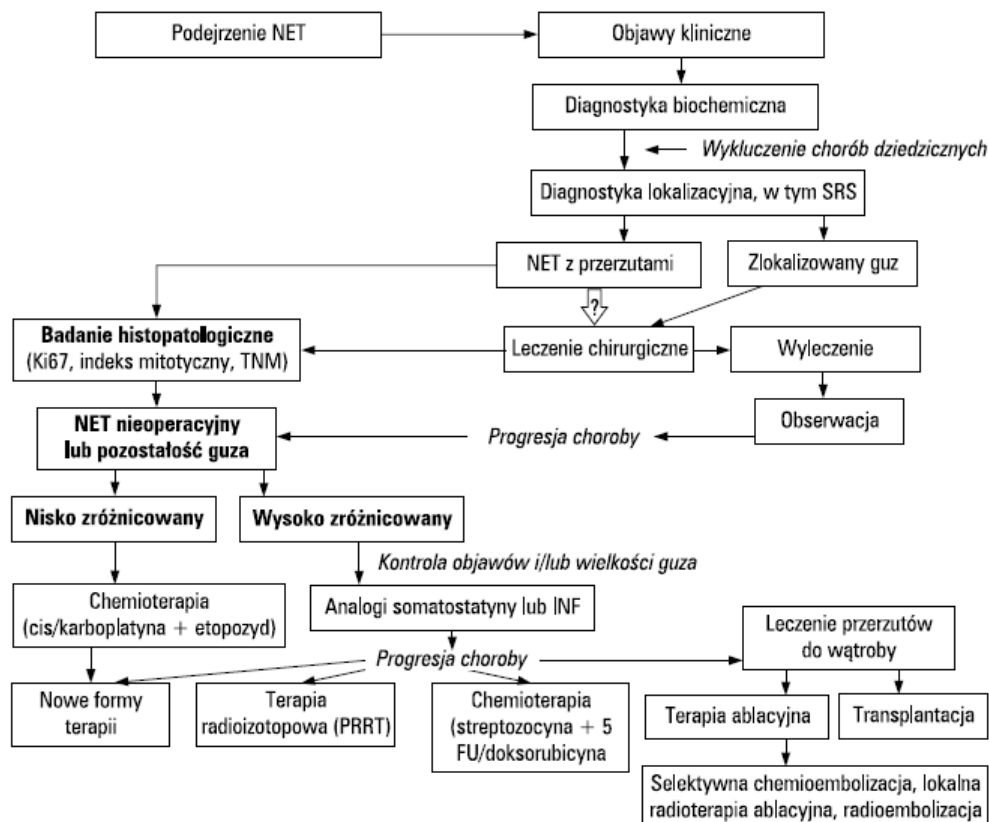 Podejrzenie NET
Objawy kliniczne
Diagnostyka biochemiczna
Wykluczenie chorób dziedzicznych
Diagnostyka lokalizacyjna, w tym SRS
NET z przerzutami
Zlokalizowany guz
?
Badanie histopatologiczne
(Ki67, indeks mitotyczny, TNM)
Leczenie chirurgiczne
Wyleczenie
Obserwacja
NET nieoperacyjny
lub pozostałość guza
Progresja choroby
Nisko zróżnicowany
Wysoko zróżnicowany
Kontrola objawów i/lub wielkości guza
Chemioterapia
(cis/karboplatyna + etopozyd)
Analogi somatostatyny lub INF
Leczenie przerzutów
do wątroby
Progresja choroby
Nowe formy
terapii
Terapia
radioizotopowa (PRRT)
Chemioterapia
(streptozocyna + 5
FU/doksorubicyna
Terapia ablacyjna
Transplantacja
Selektywna chemioembolizacja, lokalna
radioterapia ablacyjna, radioembolizacja